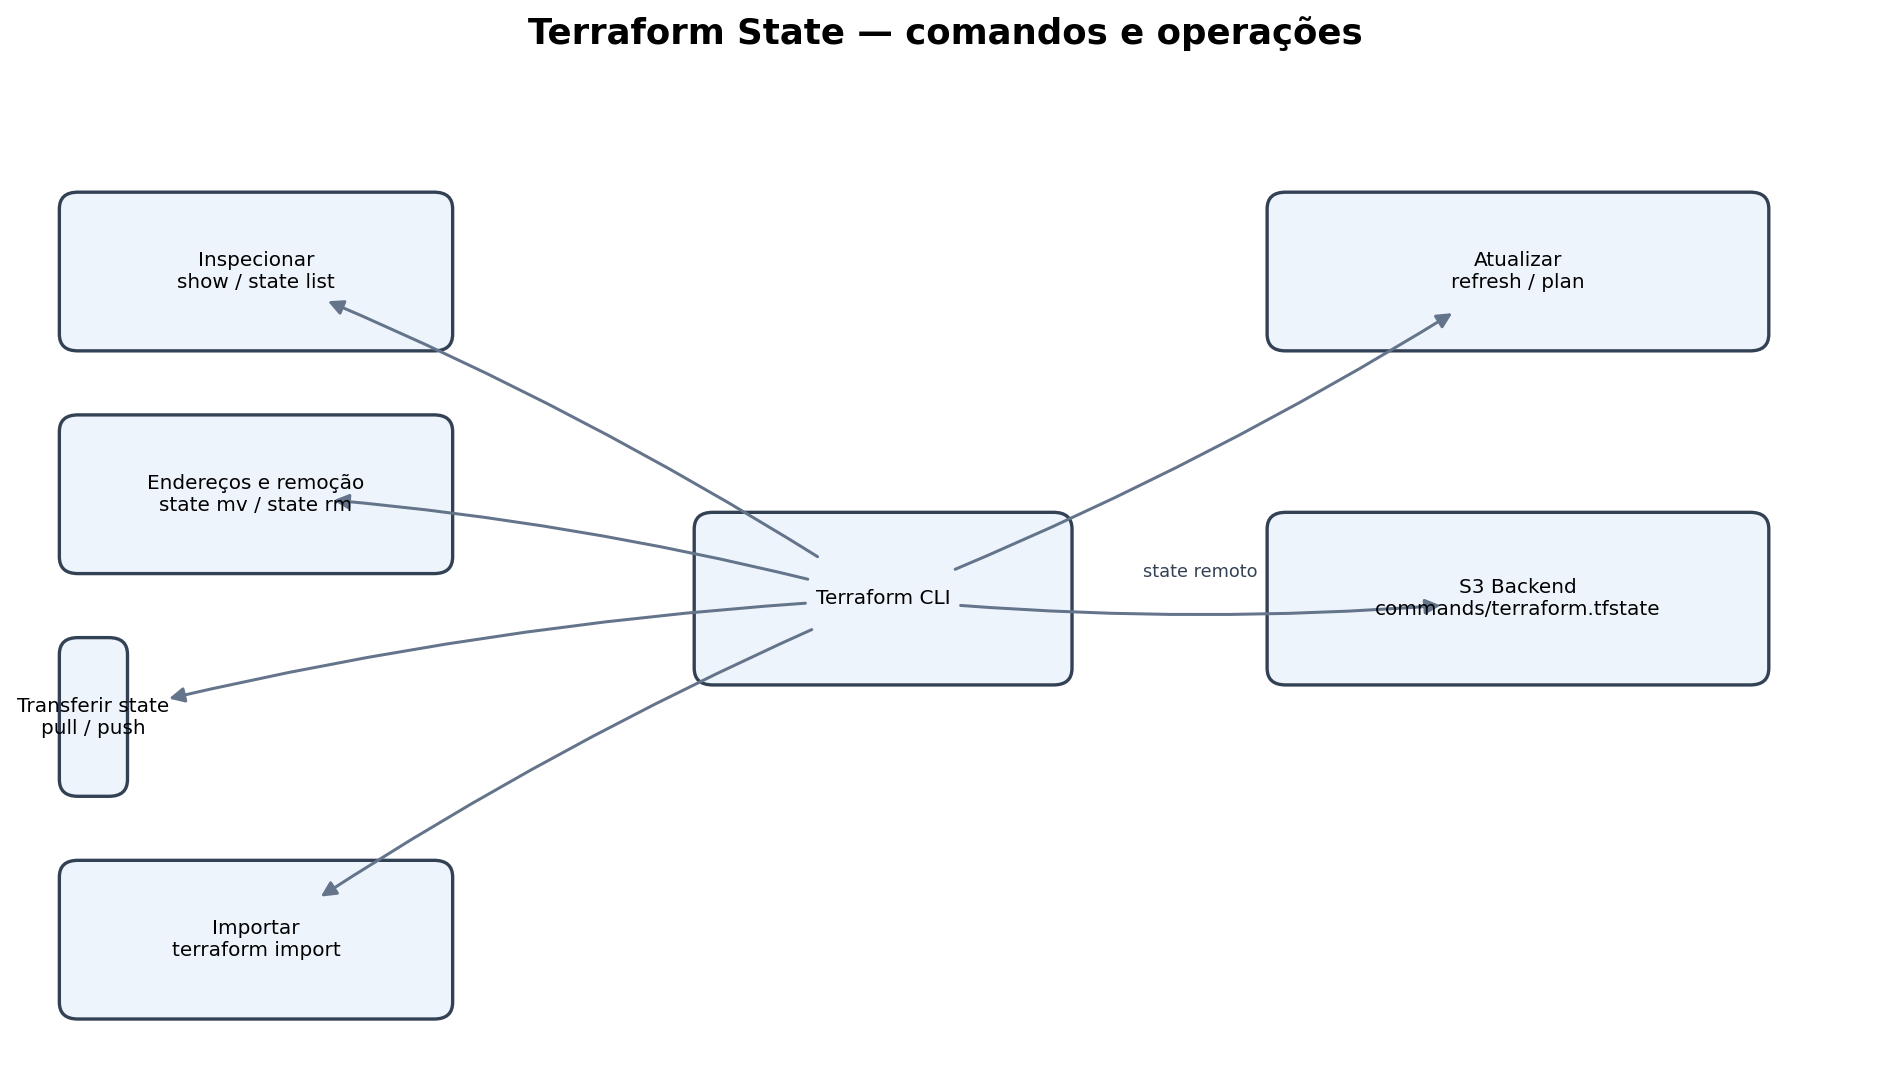 Terraform State — comandos e operações
Inspecionar
show / state list
Atualizar
refresh / plan
Endereços e remoção
state mv / state rm
Terraform CLI
state remoto
S3 Backend
commands/terraform.tfstate
Transferir state
pull / push
Importar
terraform import